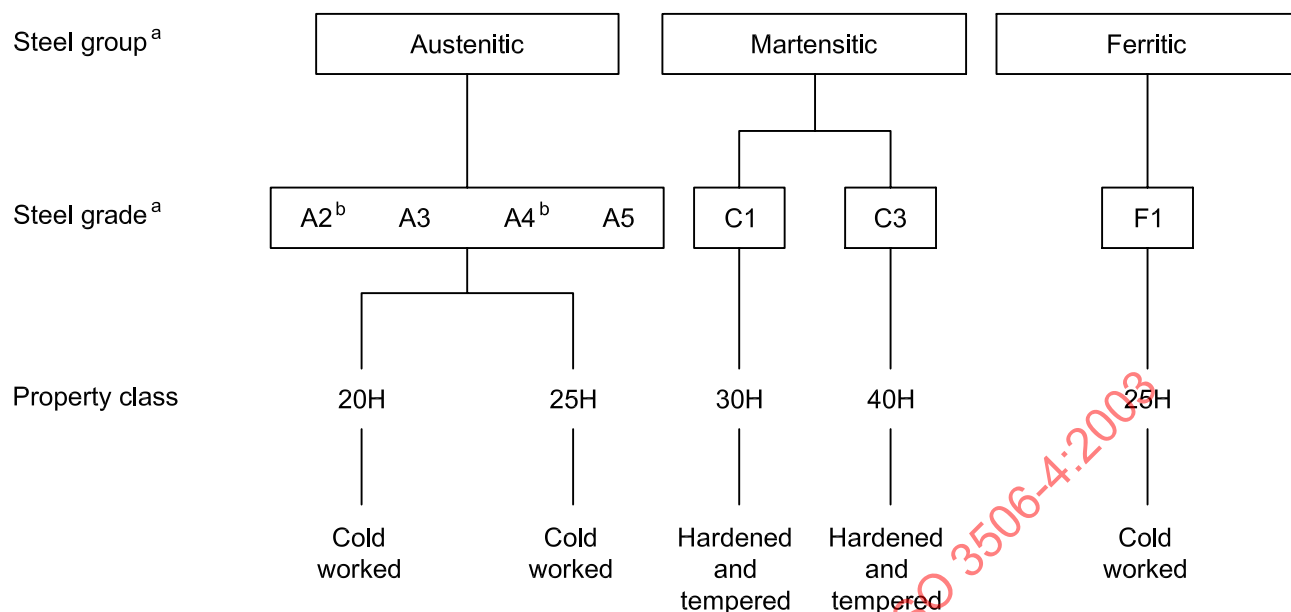 Steel group a Austenitic Martensitic Ferritic
Steel grade a A2 b A3 A4 b A5 C1 C3 F1
Property class 20H 25H 30H 40H 25H
Cold worked
Cold worked
Hardened and tempered
Hardened and tempered
Cold worked
3506-4:2003